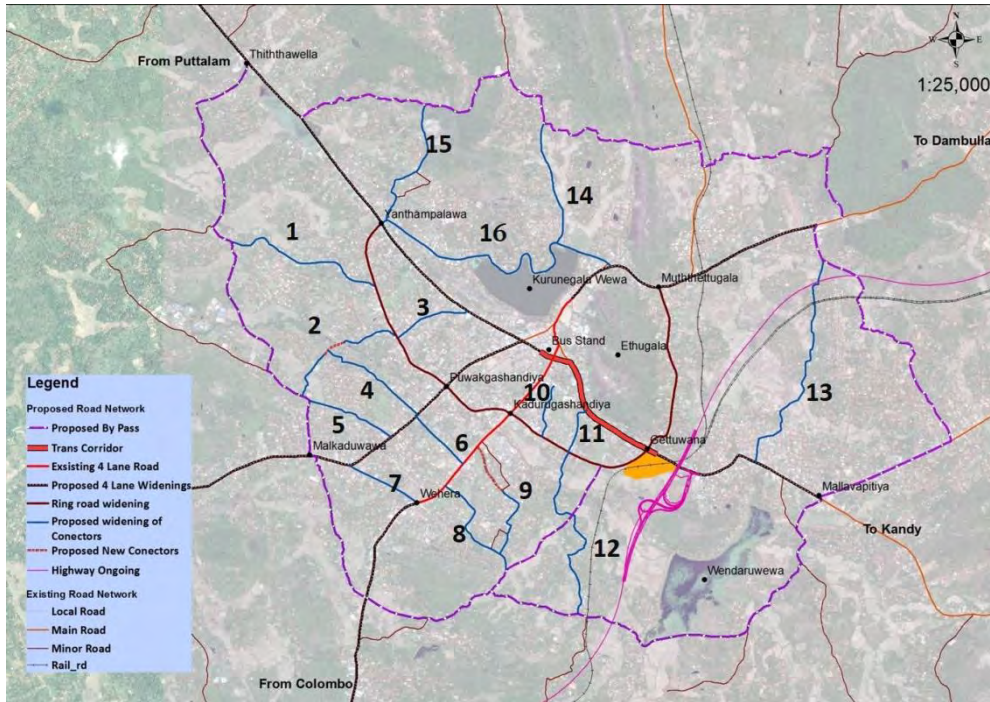 N
W
E
S
1:25,000
Thiththawella
From Puttalam
To Dambulla
15
14
Yanthampalawa
1
16
Kurunegala Wewa
Muththettugala
3
2
Bus Stand
Ethugala
Puwakgashandiya
10
Kadurugashandiya
4
13
11
5
6
Gettuwana
Malkaduwawa
7
Wehera
9
Mallavapitiya
8
To Kandy
12
Wendaruwewa
From Colombo
Legend
Proposed Road Network
Proposed By Pass
Trans Corridor
Exsisting 4 Lane Road
Proposed 4 Lane Widenings
Ring road widening
Proposed widening of
Conectors
Proposed New Conectors
Highway Ongoing
Existing Road Network
Local Road
Main Road
Minor Road
Rail_rd